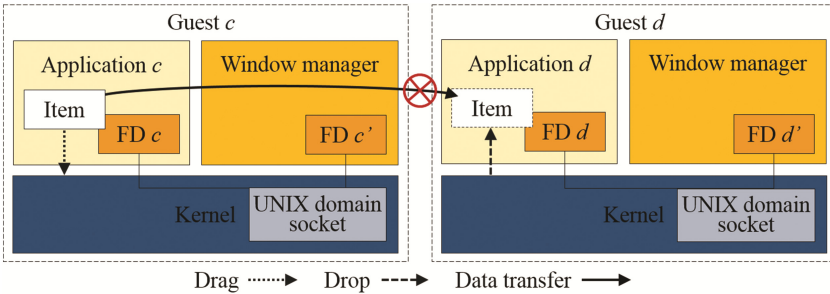 Guest c
Application c
Window manager
Item
FD c
FD c’
Kernel
UNIX domain
socket
Guest d
Application d
Window manager
Item
FD d
FD d’
Kernel
UNIX domain
socket
Drag
Drop
Data transfer